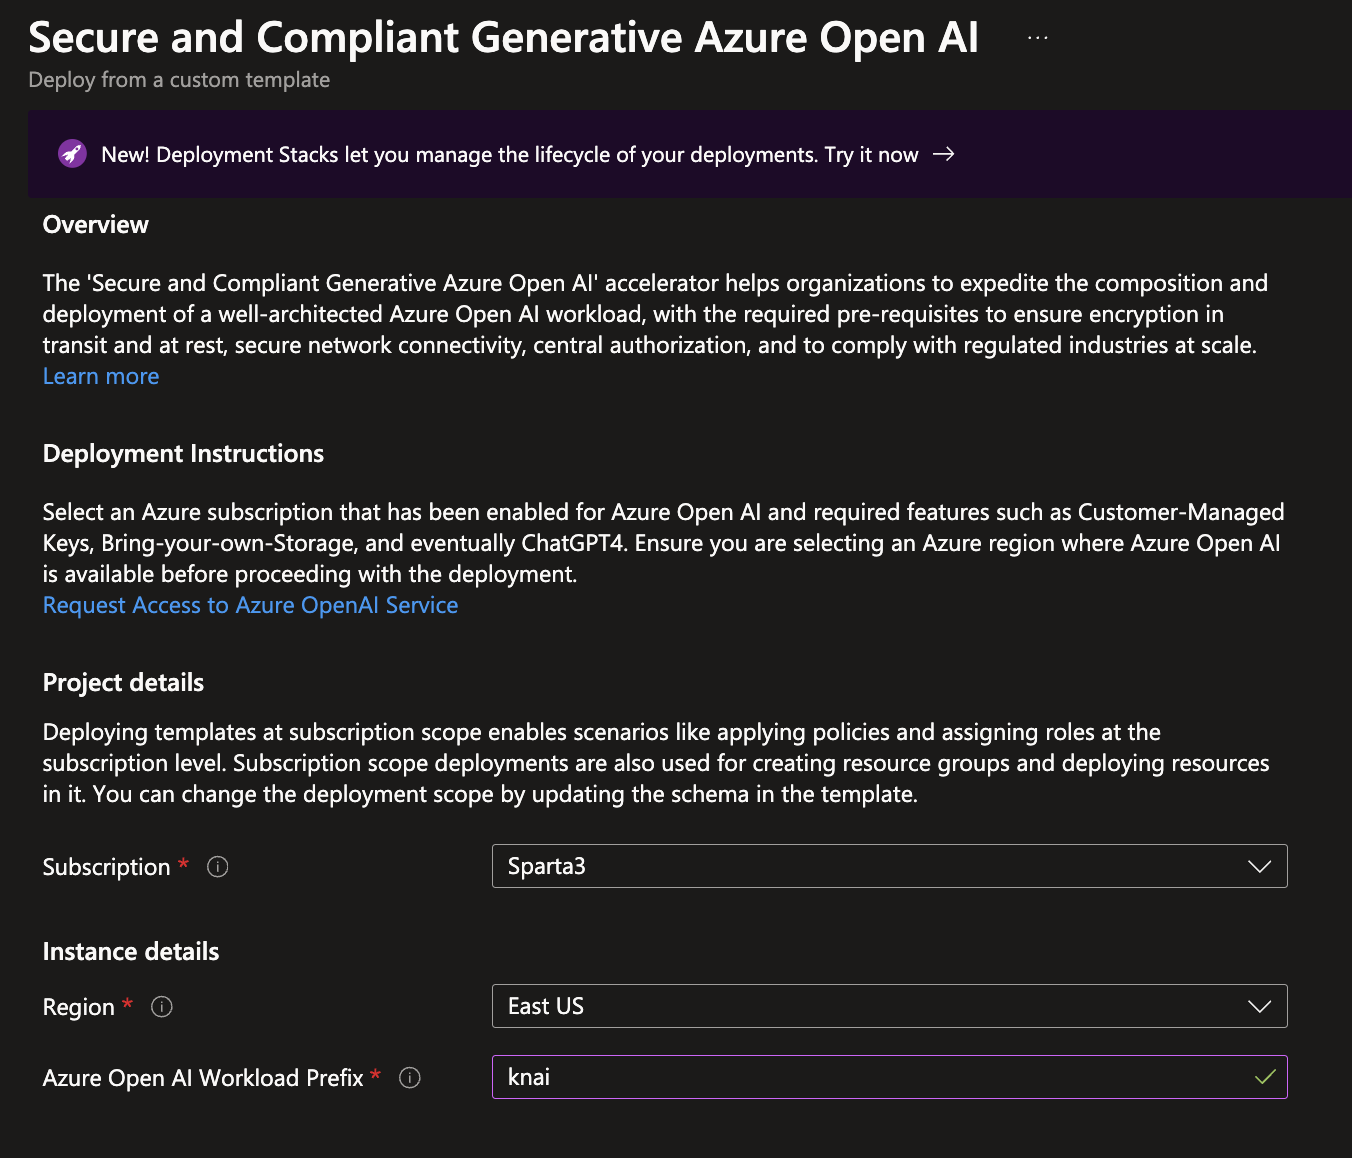 Secure and Compliant Generative Azure Open AI ...
Deploy from a custom template
New! Deployment Stacks let you manage the lifecycle of your deployments. Try it now →
Overview
The 'Secure and Compliant Generative Azure Open AI' accelerator helps organizations to expedite the composition and
deployment of a well-architected Azure Open AI workload, with the required pre-requisites to ensure encryption in
transit and at rest, secure network connectivity, central authorization, and to comply with regulated industries at scale.
Learn more
Deployment Instructions
Select an Azure subscription that has been enabled for Azure Open AI and required features such as Customer-Managed
Keys, Bring-your-own-Storage, and eventually ChatGPT4. Ensure you are selecting an Azure region where Azure Open AI
is available before proceeding with the deployment.
Request Access to Azure OpenAI Service
Project details
Deploying templates at subscription scope enables scenarios like applying policies and assigning roles at the
subscription level. Subscription scope deployments are also used for creating resource groups and deploying resources
in it. You can change the deployment scope by updating the schema in the template.
Subscription * Sparta3
Instance details
Region * East US
Azure Open AI Workload Prefix * knai